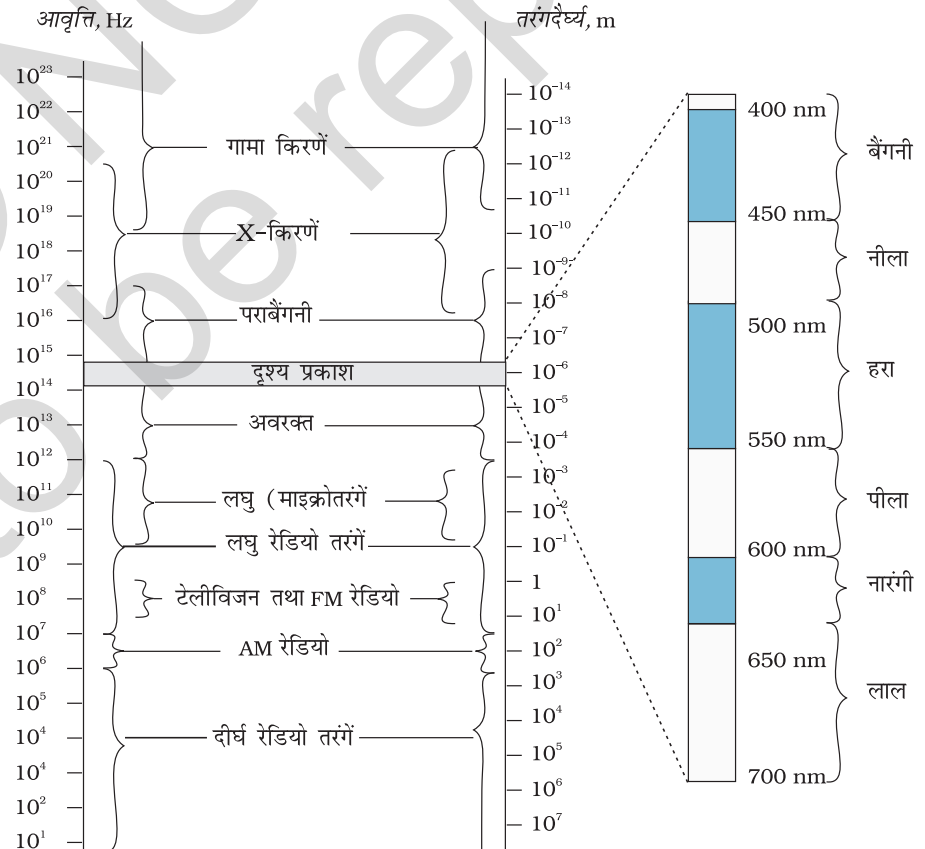 आवृत्ति, Hz
तरंगदैर्घ्य, m
10²³
10²²
10²¹
10²⁰
10¹⁹
10¹⁸
10¹⁷
10¹⁶
10¹⁵
10¹⁴
10¹³
10¹²
10¹¹
10¹⁰
10⁹
10⁸
10⁷
10⁶
10⁵
10⁴
10⁴
10²
10¹
गामा किरणें
X-किरणें
पराबैंगनी
दृश्य प्रकाश
अवरक्त
लघु (माइक्रोतरंगें
लघु रेडियो तरंगें
टेलीविजन तथा FM रेडियो
AM रेडियो
दीर्घ रेडियो तरंगें
10⁻¹⁴
10⁻¹³
10⁻¹²
10⁻¹¹
10⁻¹⁰
10⁻⁹
10⁻⁸
10⁻⁷
10⁻⁶
10⁻⁵
10⁻⁴
10⁻³
10⁻²
10⁻¹
1
10¹
10²
10³
10⁴
10⁵
10⁶
10⁷
400 nm
450 nm
500 nm
550 nm
600 nm
650 nm
700 nm
बैंगनी
नीला
हरा
पीला
नारंगी
लाल
to be rep